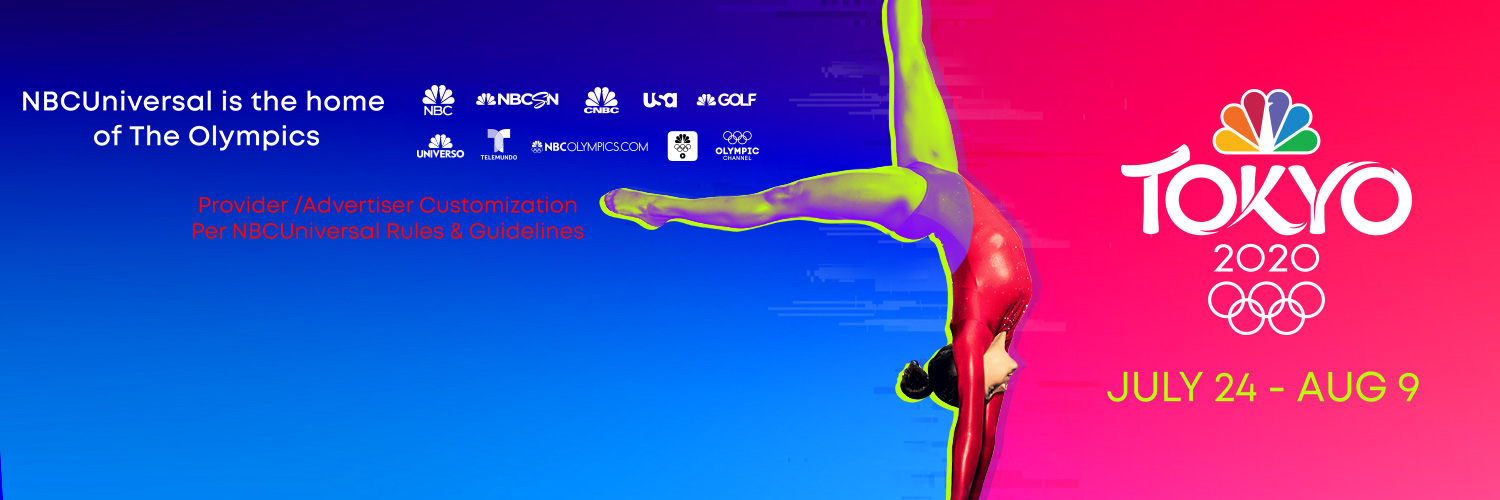 NBCUniversal is the home
of The Olympics
NBC
NBCSN
CNBC
USA
GOLF
UNIVERSO
TELEMUNDO
NBCOLYMPICS.COM
OLYMPIC
CHANNEL
Provider /Advertiser Customization
Per NBCUniversal Rules & Guidelines
TOKYO
2020
JULY 24 - AUG 9